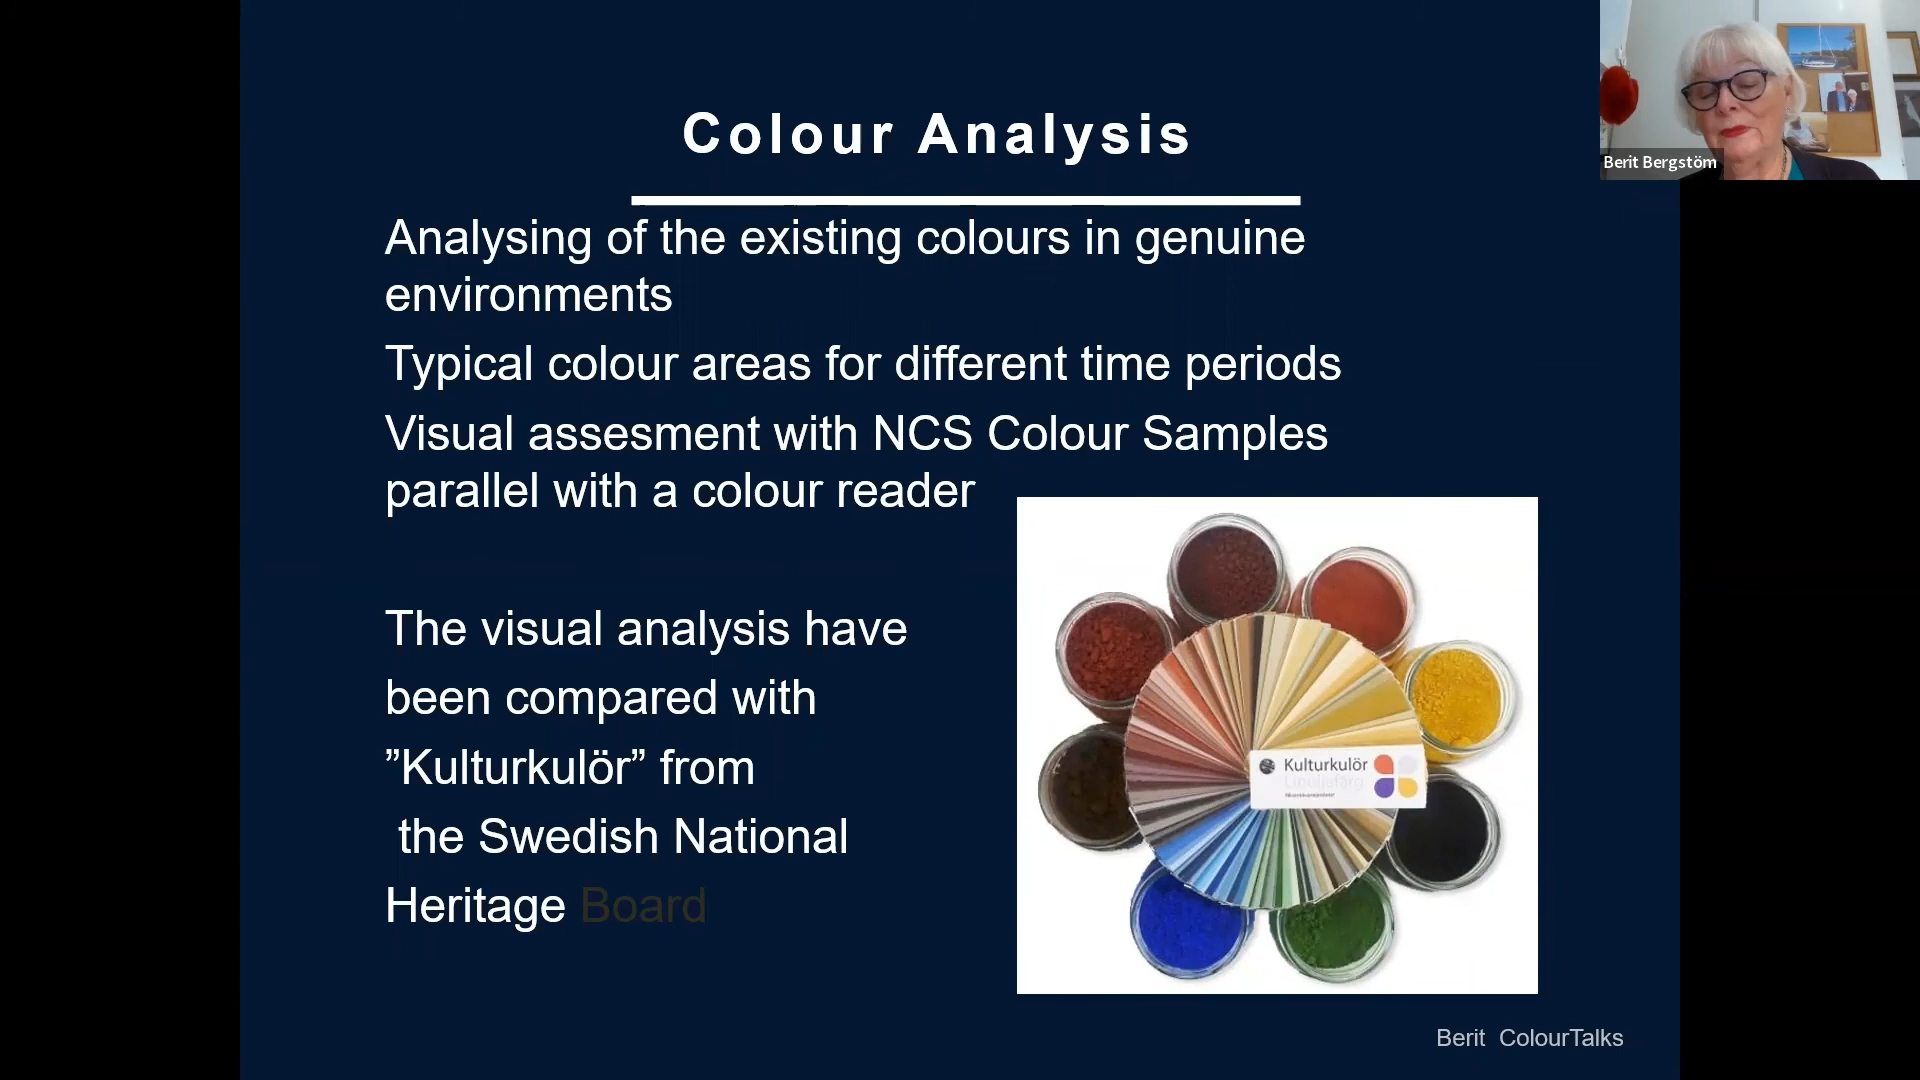 Colour Analysis
Analysing of the existing colours in genuine
environments
Typical colour areas for different time periods
Visual assesment with NCS Colour Samples
parallel with a colour reader
The visual analysis have
been compared with
”Kulturkulör” from
the Swedish National
Heritage Board
Kulturkulör
Linoljefärg
Berit ColourTalks
Berit Bergstöm